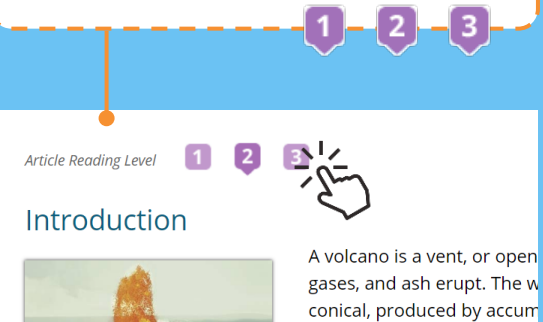 1 2 3
Article Reading Level 1 2 3
Introduction
A volcano is a vent, or open
gases, and ash erupt. The w
conical, produced by accum